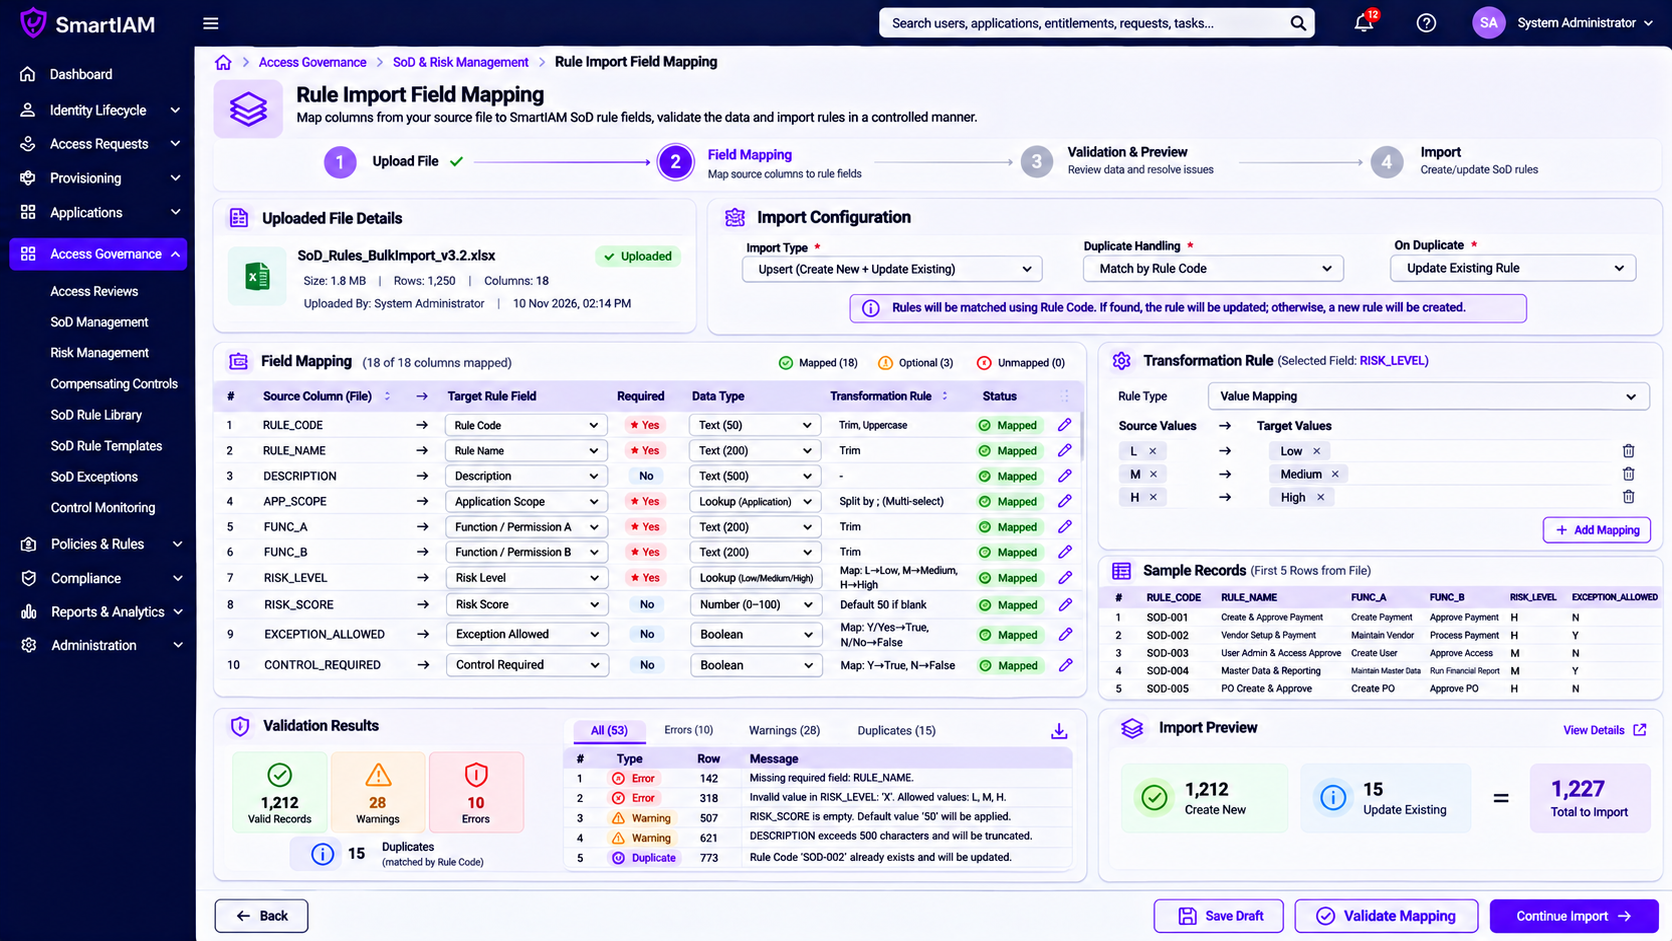 SmartIAM
Search users, applications, entitlements, requests, tasks...
12
SA
System Administrator
Dashboard
Identity Lifecycle
Access Requests
Provisioning
Applications
Access Governance
Access Reviews
SoD Management
Risk Management
Compensating Controls
SoD Rule Library
SoD Rule Templates
SoD Exceptions
Control Monitoring
Policies & Rules
Compliance
Reports & Analytics
Administration
Access Governance > SoD & Risk Management > Rule Import Field Mapping
Rule Import Field Mapping
Map columns from your source file to SmartIAM SoD rule fields, validate the data and import rules in a controlled manner.
1 Upload File
2 Field Mapping
Map source columns to rule fields
3 Validation & Preview
Review data and resolve issues
4 Import
Create/update SoD rules
Uploaded File Details
SoD_Rules_BulkImport_v3.2.xlsx
Uploaded
Size: 1.8 MB | Rows: 1,250 | Columns: 18
Uploaded By: System Administrator | 10 Nov 2026, 02:14 PM
Import Configuration
Import Type *
Upsert (Create New + Update Existing)
Duplicate Handling *
Match by Rule Code
On Duplicate *
Update Existing Rule
Rules will be matched using Rule Code. If found, the rule will be updated; otherwise, a new rule will be created.
Field Mapping (18 of 18 columns mapped)
Mapped (18) Optional (3) Unmapped (0)
# Source Column (File) → Target Rule Field Required Data Type Transformation Rule Status
1 RULE_CODE → Rule Code * Yes Text (50) Trim, Uppercase Mapped
2 RULE_NAME → Rule Name * Yes Text (200) Trim Mapped
3 DESCRIPTION → Description No Text (500) - Mapped
4 APP_SCOPE → Application Scope * Yes Lookup (Application) Split by ; (Multi-select) Mapped
5 FUNC_A → Function / Permission A * Yes Text (200) Trim Mapped
6 FUNC_B → Function / Permission B * Yes Text (200) Trim Mapped
7 RISK_LEVEL → Risk Level * Yes Lookup (Low/Medium/High) Map: L→Low, M→Medium, H→High Mapped
8 RISK_SCORE → Risk Score No Number (0–100) Default 50 if blank Mapped
9 EXCEPTION_ALLOWED → Exception Allowed No Boolean Map: Y/Yes→True, N/No→False Mapped
10 CONTROL_REQUIRED → Control Required No Boolean Map: Y→True, N→False Mapped
Transformation Rule (Selected Field: RISK_LEVEL)
Rule Type Value Mapping
Source Values → Target Values
L × → Low ×
M × → Medium ×
H × → High ×
+ Add Mapping
Sample Records (First 5 Rows from File)
# RULE_CODE RULE_NAME FUNC_A FUNC_B RISK_LEVEL EXCEPTION_ALLOWED
1 SOD-001 Create & Approve Payment Create Payment Approve Payment H N
2 SOD-002 Vendor Setup & Payment Maintain Vendor Process Payment H Y
3 SOD-003 User Admin & Access Approve Create User Approve Access M N
4 SOD-004 Master Data & Reporting Maintain Master Data Run Financial Report M Y
5 SOD-005 PO Create & Approve Create PO Approve PO H N
Validation Results
1,212
Valid Records
28
Warnings
10
Errors
15 Duplicates
(matched by Rule Code)
All (53) Errors (10) Warnings (28) Duplicates (15)
# Type Row Message
1 Error 142 Missing required field: RULE_NAME.
2 Error 318 Invalid value in RISK_LEVEL: 'X'. Allowed values: L, M, H.
3 Warning 507 RISK_SCORE is empty. Default value '50' will be applied.
4 Warning 621 DESCRIPTION exceeds 500 characters and will be truncated.
5 Duplicate 773 Rule Code 'SOD-002' already exists and will be updated.
Import Preview
View Details
1,212
Create New
15
Update Existing
=
1,227
Total to Import
← Back
Save Draft
Validate Mapping
Continue Import →